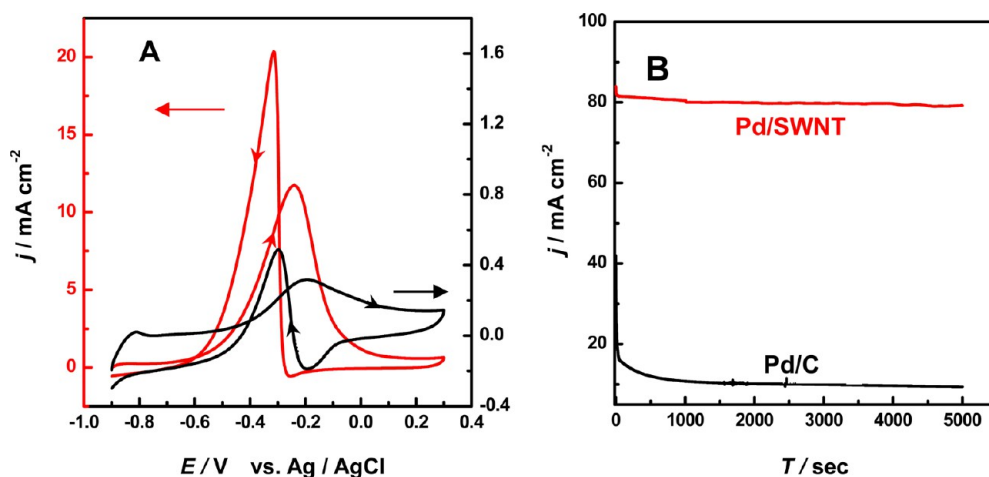 A
20
15
10
5
0
j / mA cm-2
1.6
1.2
0.8
0.4
0.0
-0.4
-1.0 -0.8 -0.6 -0.4 -0.2 0.0 0.2 0.4
E / V vs. Ag / AgCl
B
100
80
60
40
20
j / mA cm-2
Pd/SWNT
Pd/C
0 1000 2000 3000 4000 5000
T / sec